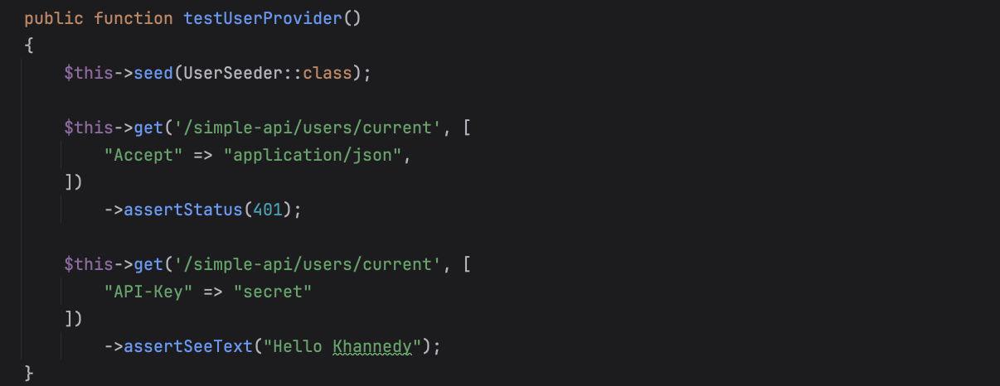 public function testUserProvider()
{
    $this->seed(UserSeeder::class);

    $this->get('/simple-api/users/current', [
        "Accept" => "application/json",
    ])
        ->assertStatus(401);

    $this->get('/simple-api/users/current', [
        "API-Key" => "secret"
    ])
        ->assertSeeText("Hello Khannedy");
}